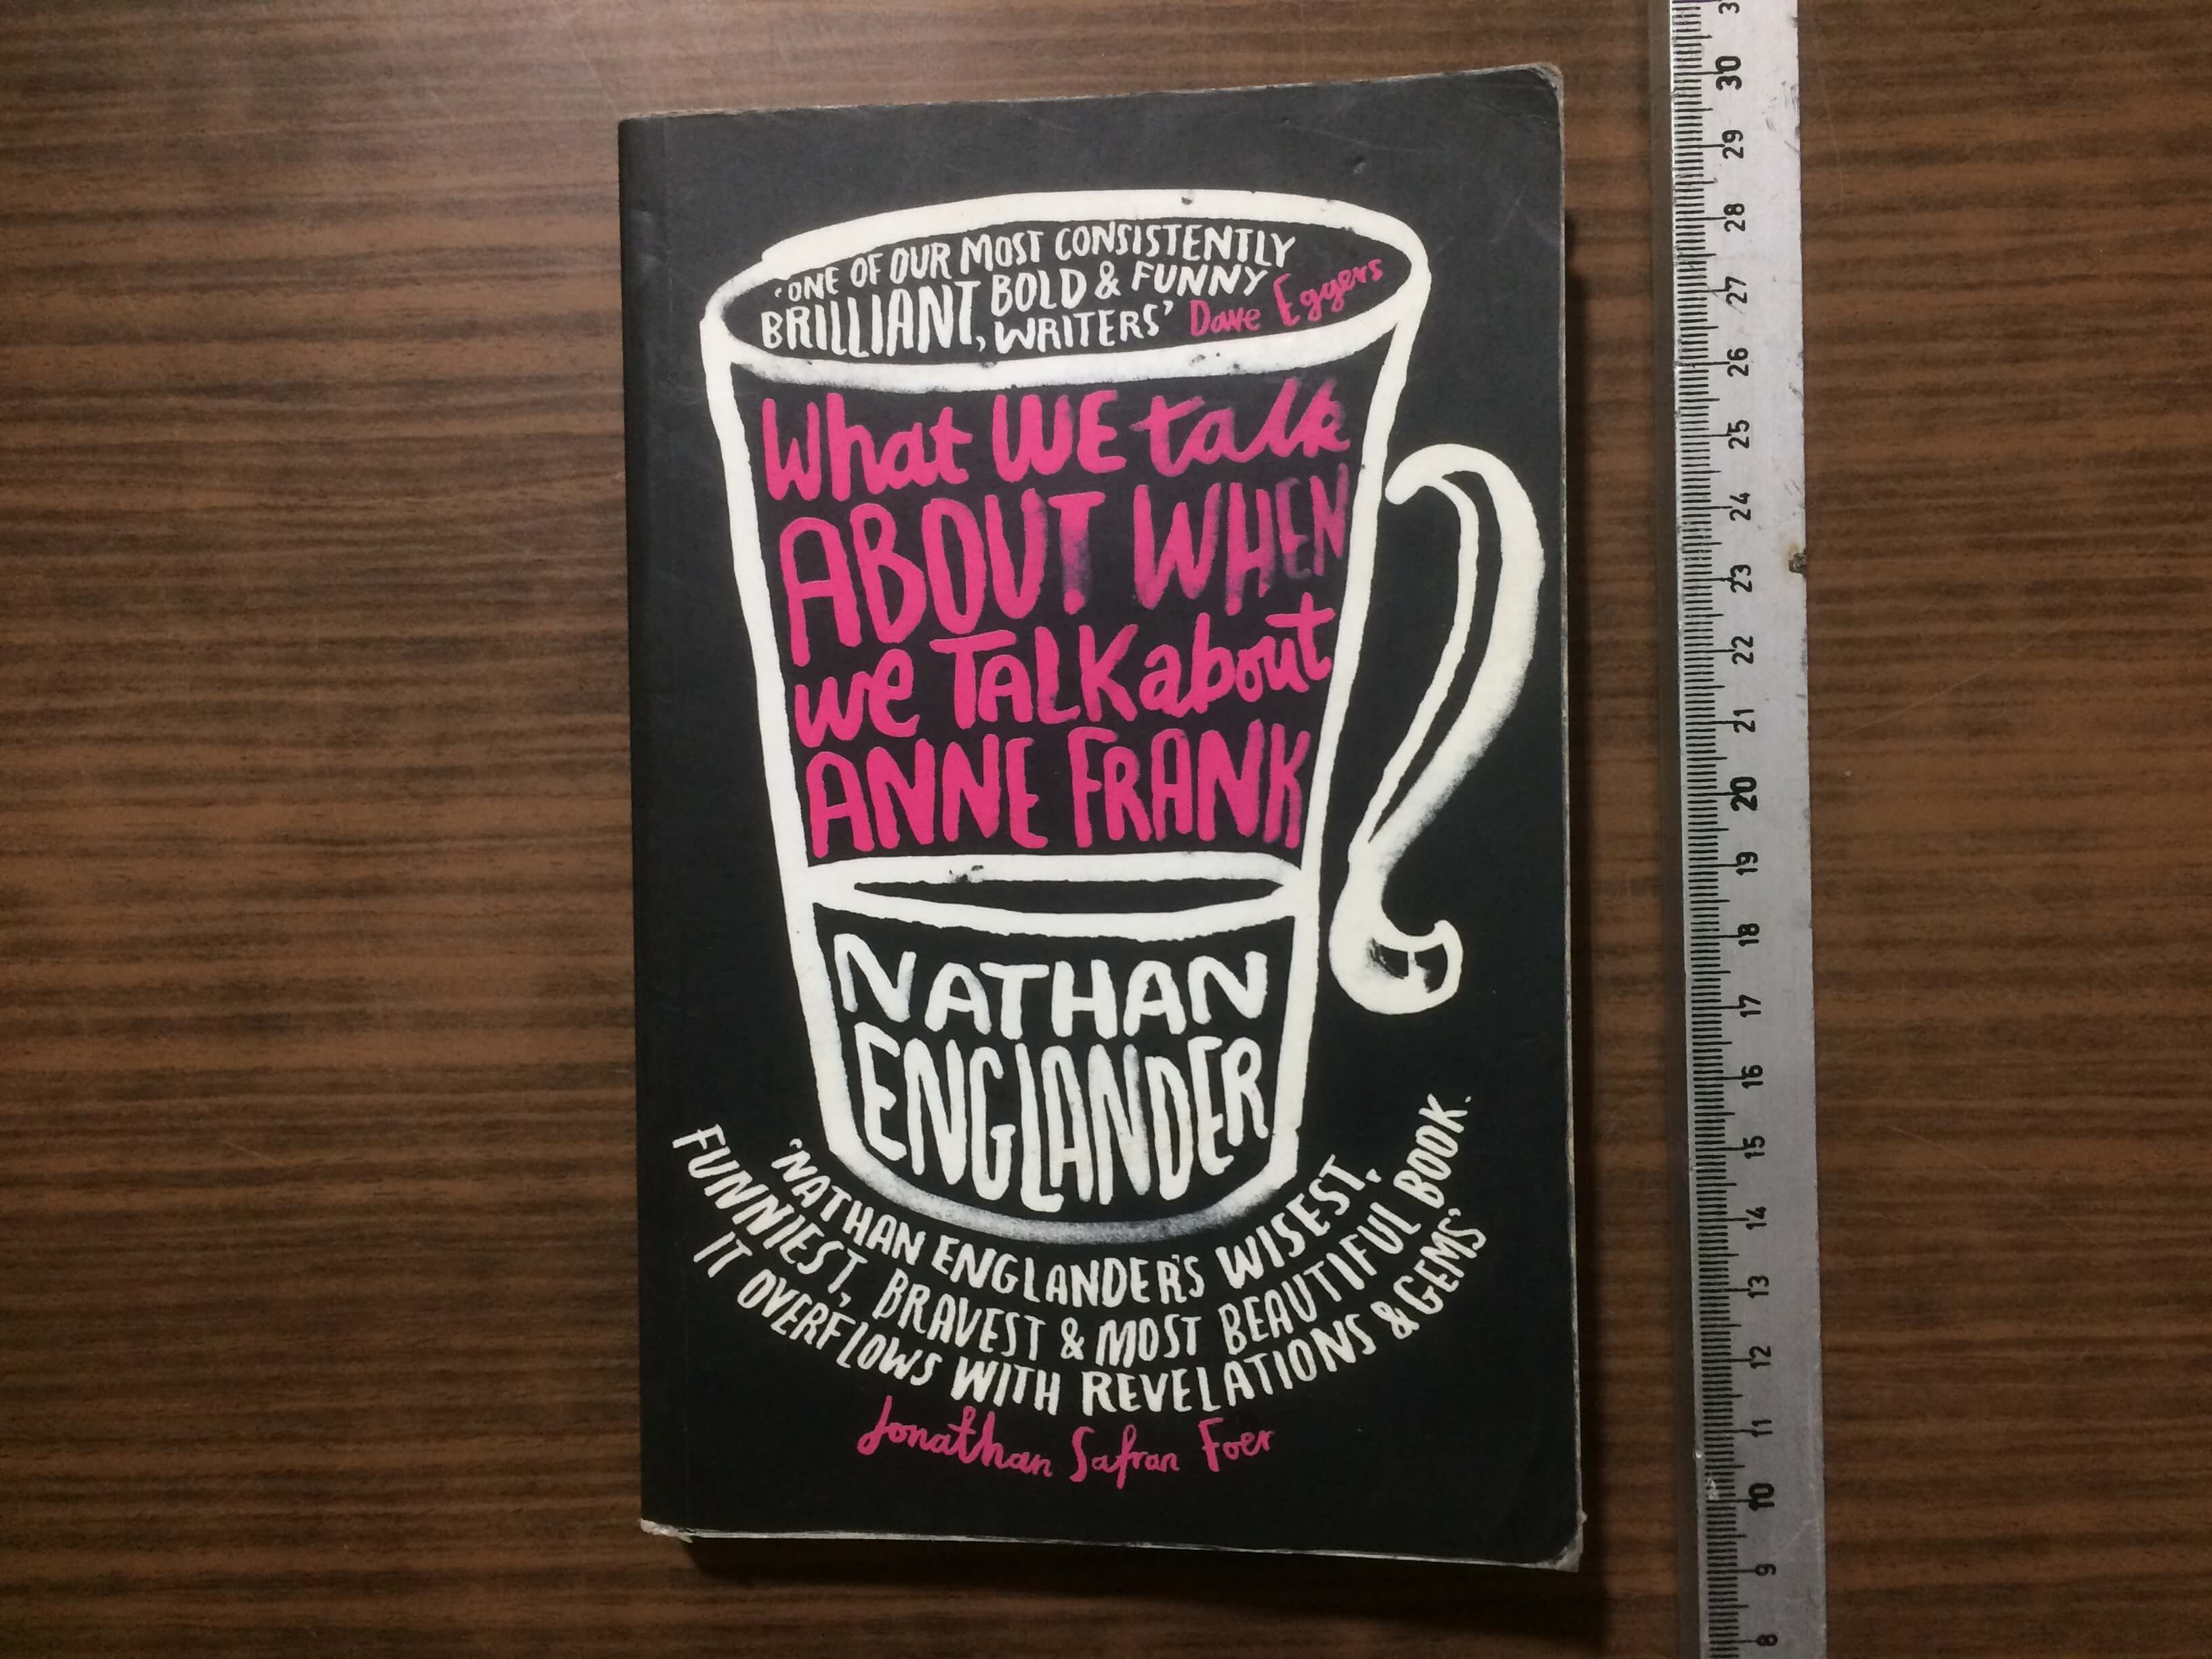 'ONE OF OUR MOST CONSISTENTLY
BRILLIANT, BOLD & FUNNY
WRITERS' Dave Eggers
What WE talk
ABOUT WHEN
we TALK about
ANNE FRANK
NATHAN
ENGLANDER
'NATHAN ENGLANDER'S WISEST,
FUNNIEST, BRAVEST & MOST BEAUTIFUL BOOK.
IT OVERFLOWS WITH REVELATIONS & GEMS'
Jonathan Safran Foer
30
29
28
27
26
25
24
23
22
21
20
19
18
17
16
15
14
13
12
11
10
9
8